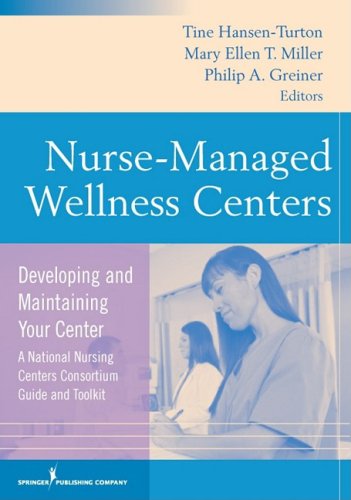 Tine Hansen-Turton
Mary Ellen T. Miller
Philip A. Greiner
Editors
Nurse-Managed
Wellness Centers
Developing and
Maintaining
Your Center
A National Nursing
Centers Consortium
Guide and Toolkit
SPRINGER PUBLISHING COMPANY